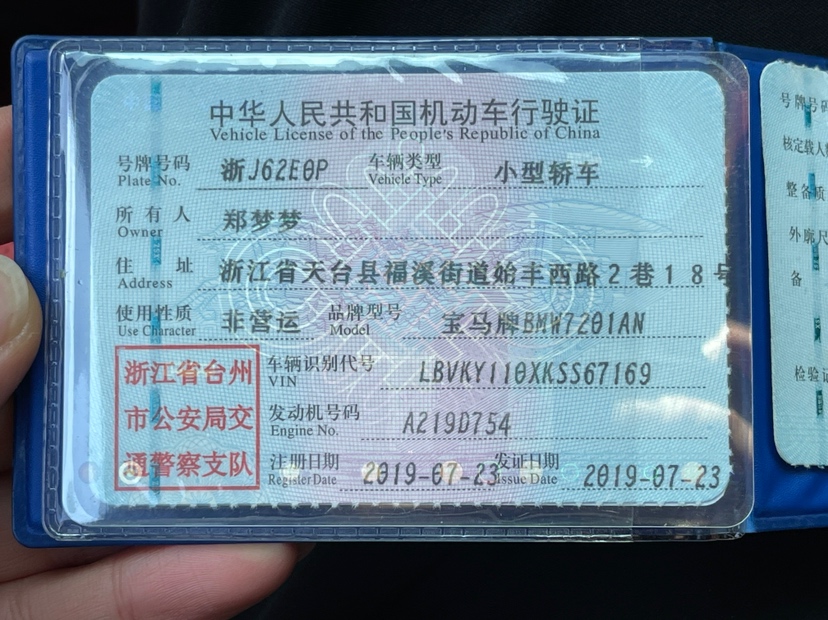 中华人民共和国机动车行驶证
Vehicle License of the People's Republic of China
号牌号码 浙J62E0P 车辆类型 小型轿车
Plate No. Vehicle Type
所有人 郑梦梦
Owner
住址 浙江省天台县福溪街道始丰西路2巷18号
Address
使用性质 非营运 品牌型号 宝马牌BMW7201AN
Use Character Model
浙江省台州
市公安局交
通警察支队
车辆识别代号 LBVKY110XKSS67169
VIN
发动机号码 A219D754
Engine No.
注册日期 2019-07-23 发证日期 2019-07-23
Register Date Issue Date
号牌号码
核定载人
整备质
外廓尺
备
检验记